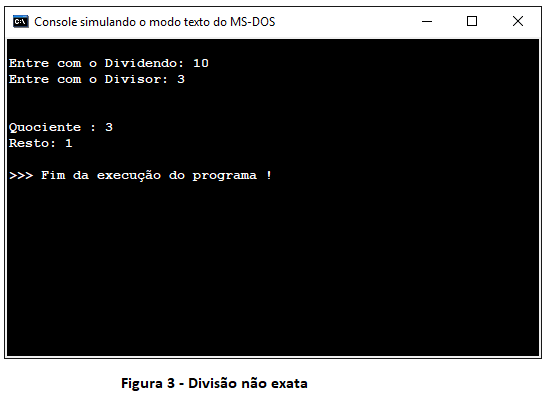 Console simulando o modo texto do MS-DOS
Entre com o Dividendo: 10
Entre com o Divisor: 3
Quociente : 3
Resto: 1
>>> Fim da execução do programa !
Figura 3 - Divisão não exata